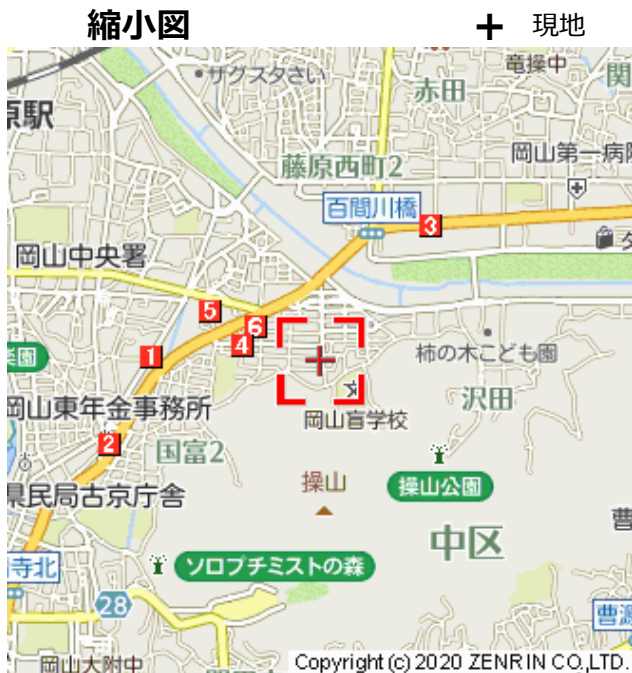 縮小図
+ 現地
ザグスタさい
竜操中
関
赤田
原駅
岡山第一病院
藤原西町2
百間川橋
3
岡山中央署
5
6
4
1
柿の木こども園
岡山東年金事務所
沢田
岡山盲学校
2
国富2
操山
操山公園
県民局古京庁舎
中区
曹
寺北
ソロプチミストの森
28
曹源
岡山大附中
Copyright (c) 2020 ZENRIN CO.,LTD.